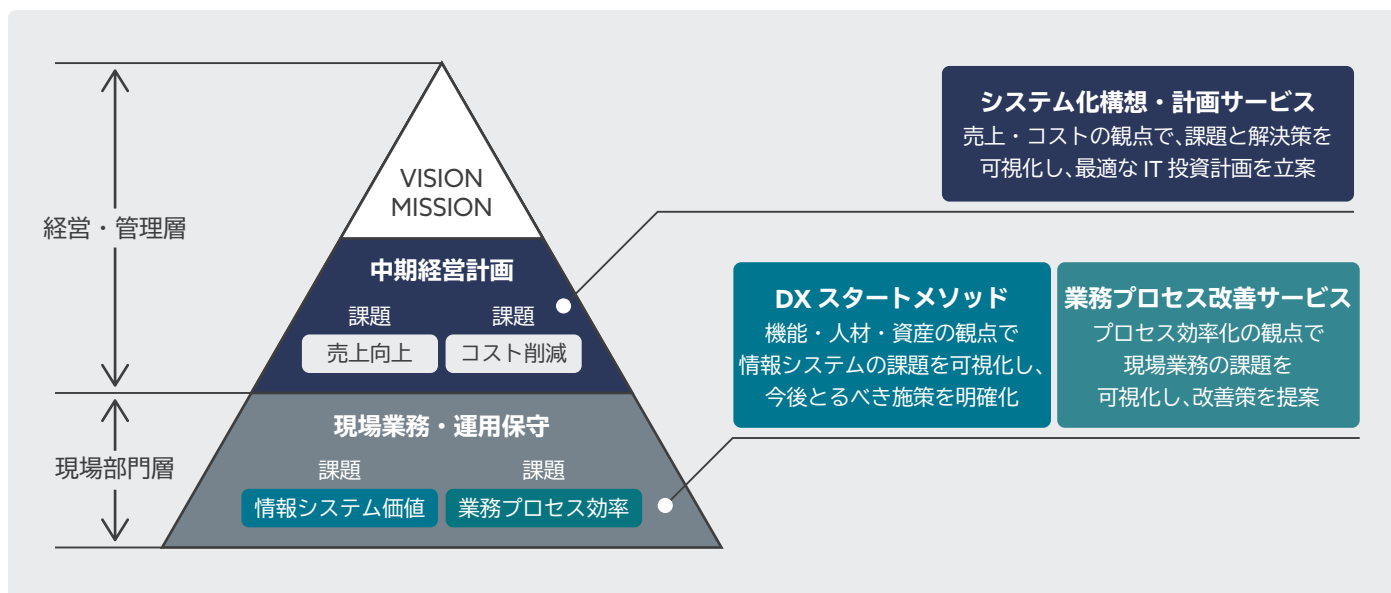 経営・管理層
現場部門層
VISION
MISSION
中期経営計画
課題
売上向上
課題
コスト削減
現場業務・運用保守
課題
情報システム価値
課題
業務プロセス効率
システム化構想・計画サービス
売上・コストの観点で、課題と解決策を
可視化し、最適な IT 投資計画を立案
DX スタートメソッド
機能・人材・資産の観点で
情報システムの課題を可視化し、
今後とるべき施策を明確化
業務プロセス改善サービス
プロセス効率化の観点で
現場業務の課題を
可視化し、改善策を提案